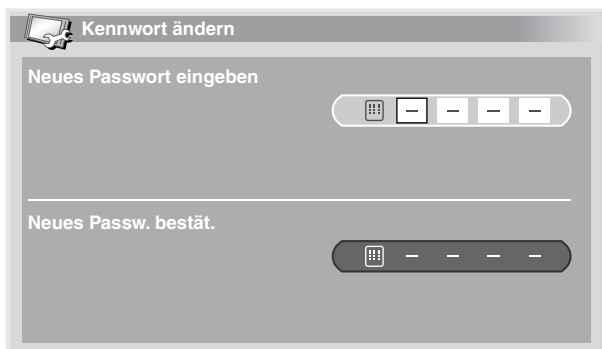 Kennwort ändern
Neues Passwort eingeben
– – – –
Neues Passw. bestät.
– – – –